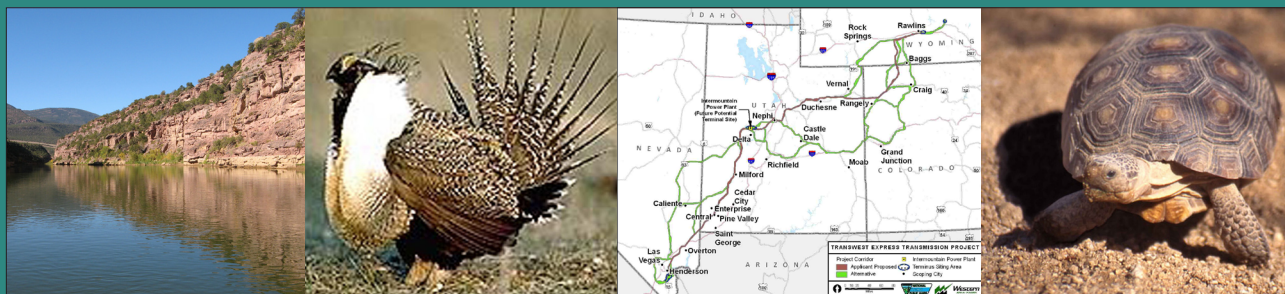 IDAHO
Rawlins
Rock
Springs
WYOMING
Baggs
Vernal
Craig
Intermountain
Power Plant
(Future Potential
Terminal Site)
UTAH
Duchesne
Rangely
Nephi
Delta
Castle
Dale
NEVADA
Grand
Junction
Richfield
Moab
COLORADO
Milford
Cedar
City
Caliente
Enterprise
Central
Pine Valley
Saint
George
Las
Vegas
Overton
Henderson
ARIZONA
TRANSWEST EXPRESS TRANSMISSION PROJECT
Project Corridor
Applicant Proposed
Alternative
Intermountain Power Plant
Terminus Siting Area
Scoping City
WESTERN